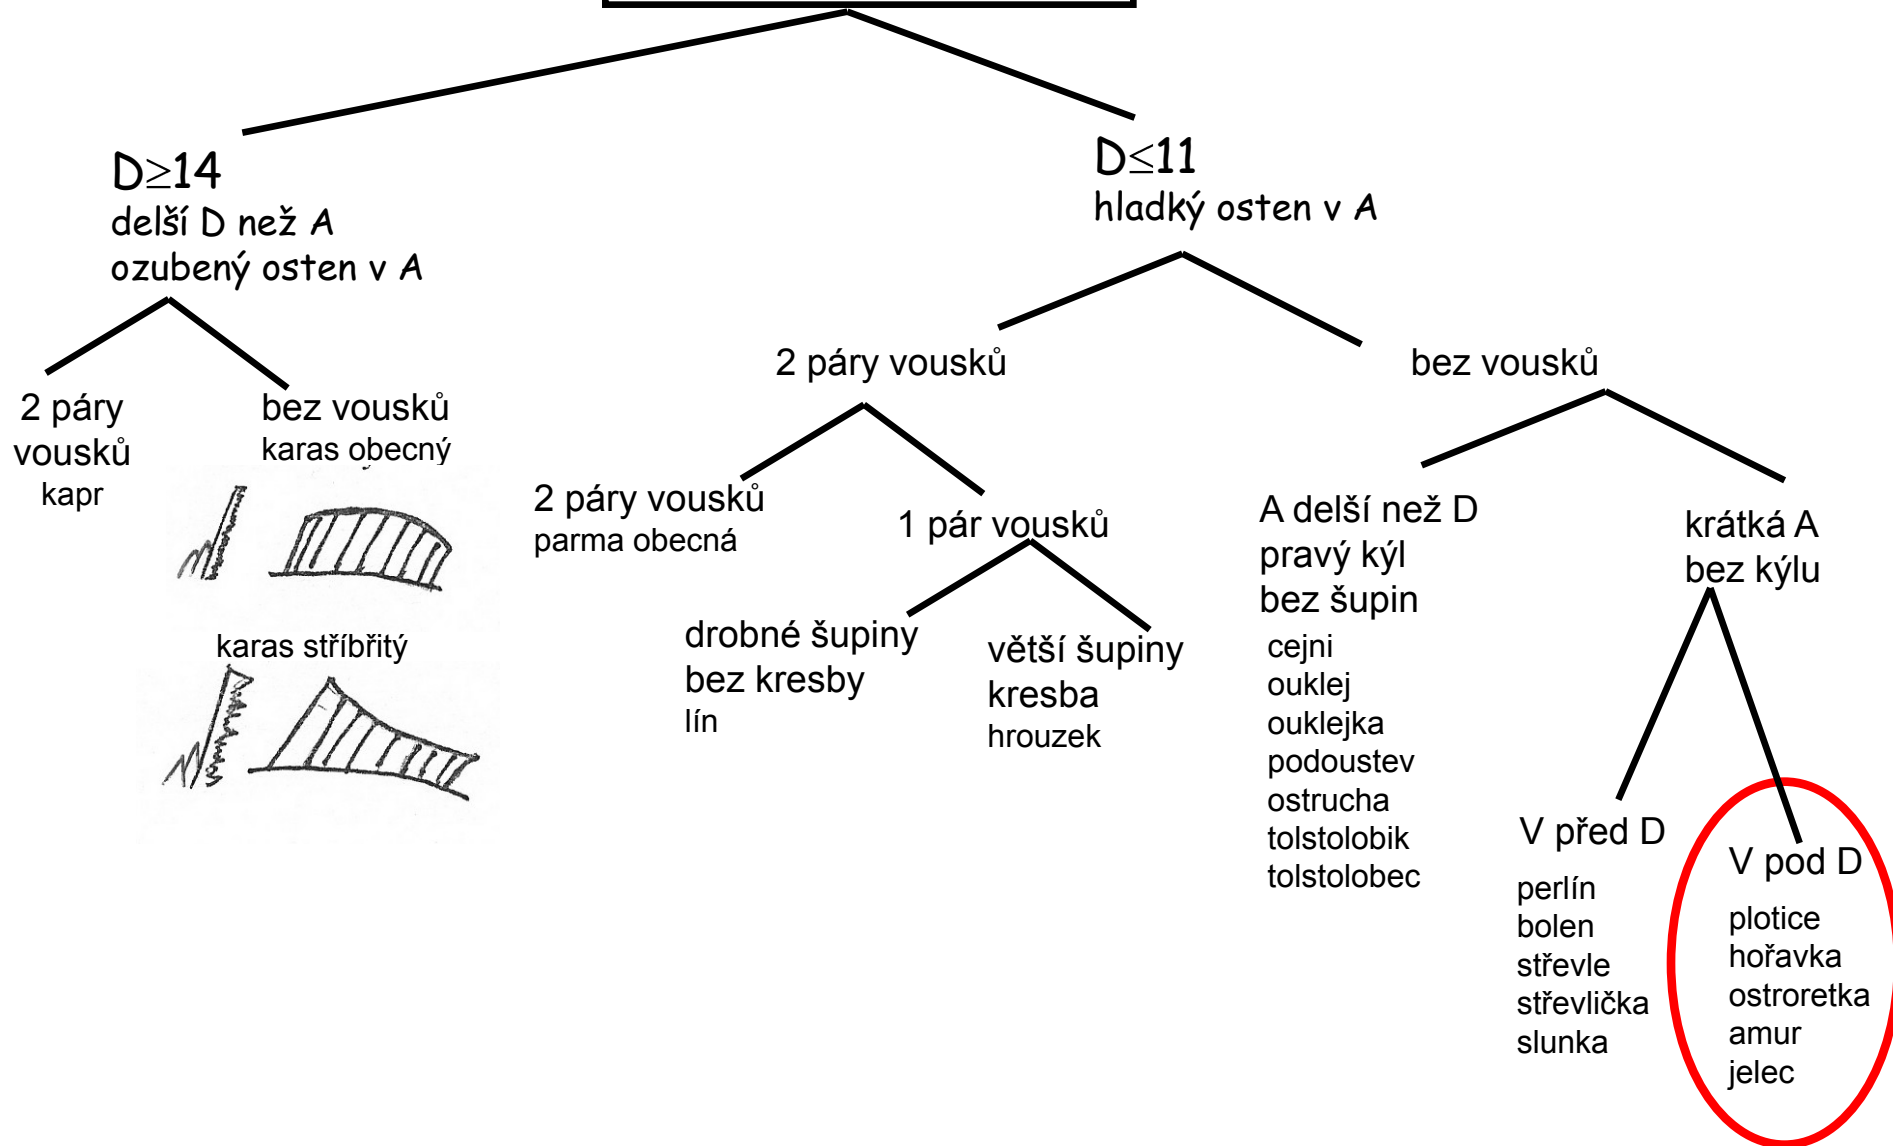 D≥14
delší D než A
ozubený osten v A
D≤11
hladký osten v A
2 páry
vousků
kapr
bez vousků
karas obecný
karas stříbřitý
2 páry vousků
2 páry vousků
parma obecná
1 pár vousků
drobné šupiny
bez kresby
lín
větší šupiny
kresba
hrouzek
bez vousků
A delší než D
pravý kýl
bez šupin
cejni
ouklej
ouklejka
podoustev
ostrucha
tolstolobik
tolstolobec
krátká A
bez kýlu
V před D
perlín
bolen
střevle
střevlička
slunka
V pod D
plotice
hořavka
ostroretka
amur
jelec